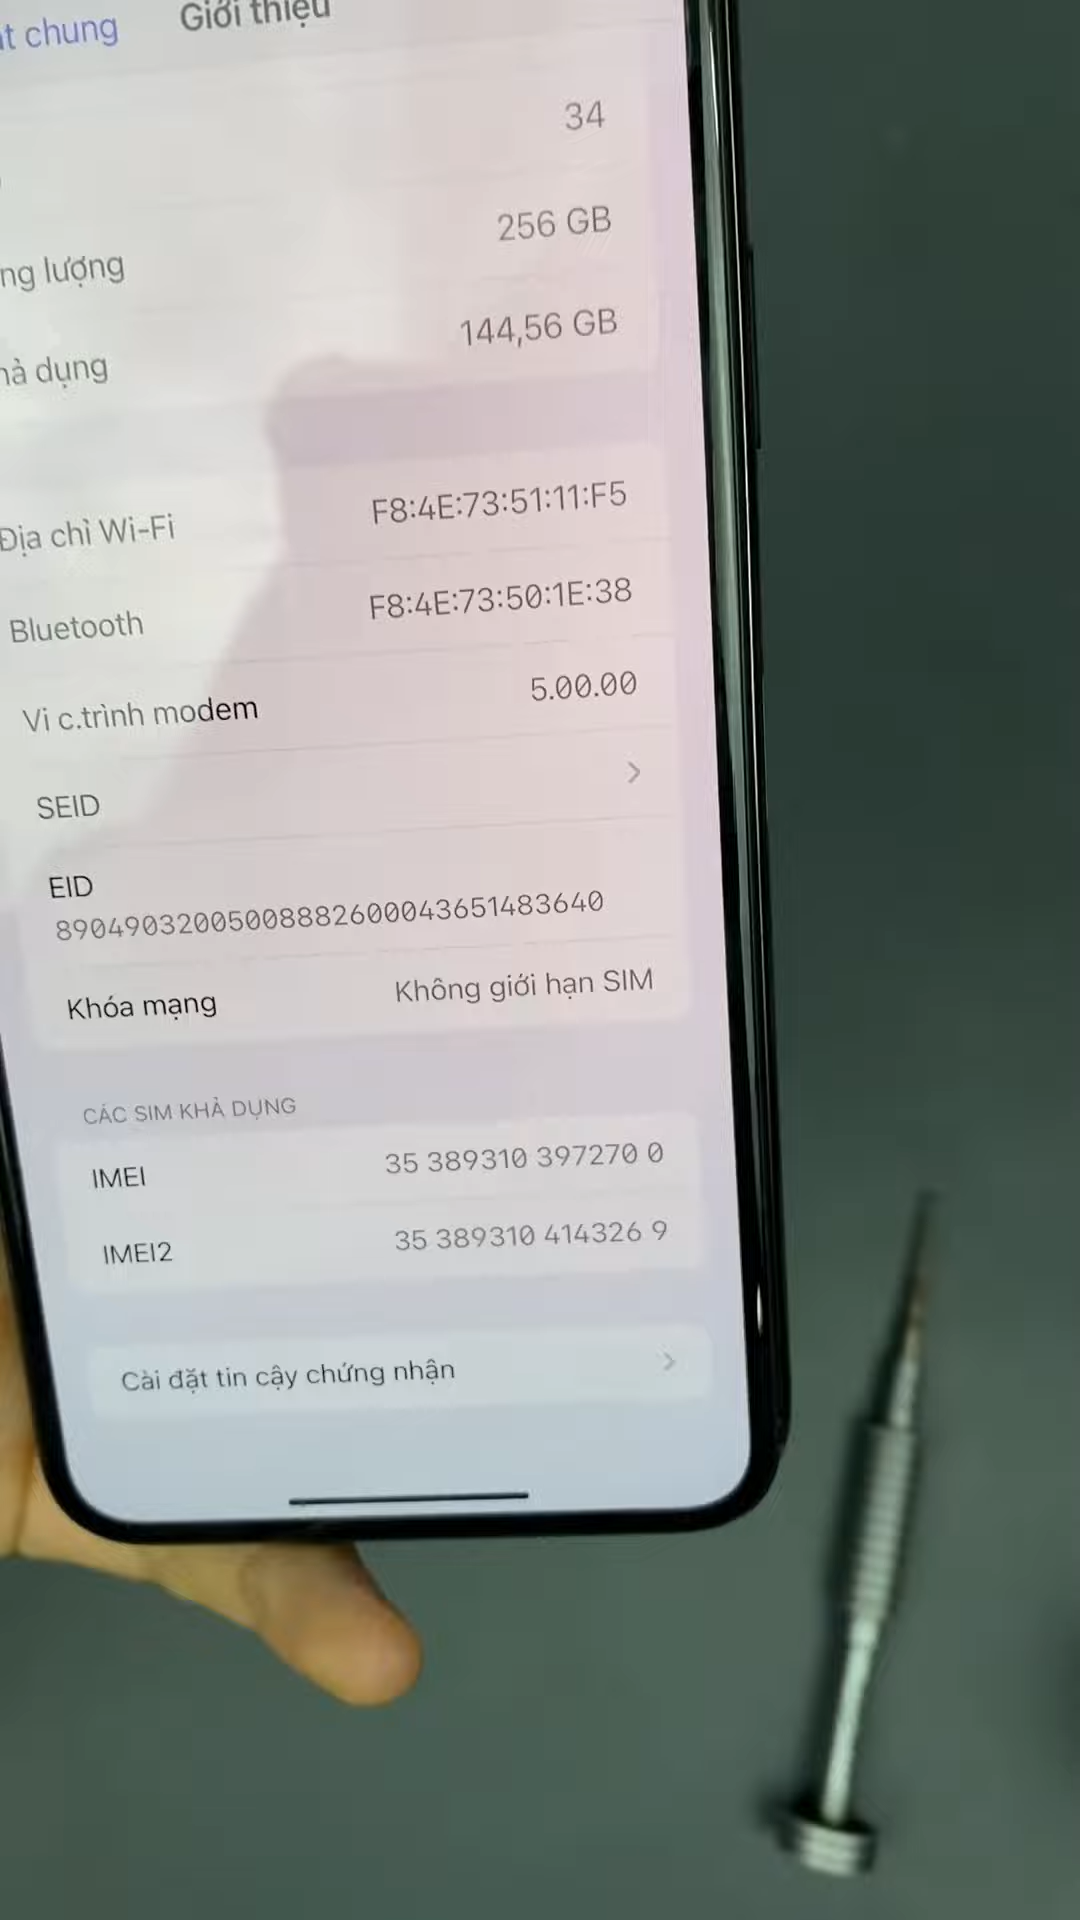 t chung Giới thiệu
34
ng lượng 256 GB
hả dụng 144,56 GB
Địa chỉ Wi-Fi F8:4E:73:51:11:F5
Bluetooth F8:4E:73:50:1E:38
Vi c.trình modem 5.00.00
SEID
EID
89049032005008882600043651483640
Khóa mạng Không giới hạn SIM
CÁC SIM KHẢ DỤNG
IMEI 35 389310 397270 0
IMEI2 35 389310 414326 9
Cài đặt tin cậy chứng nhận